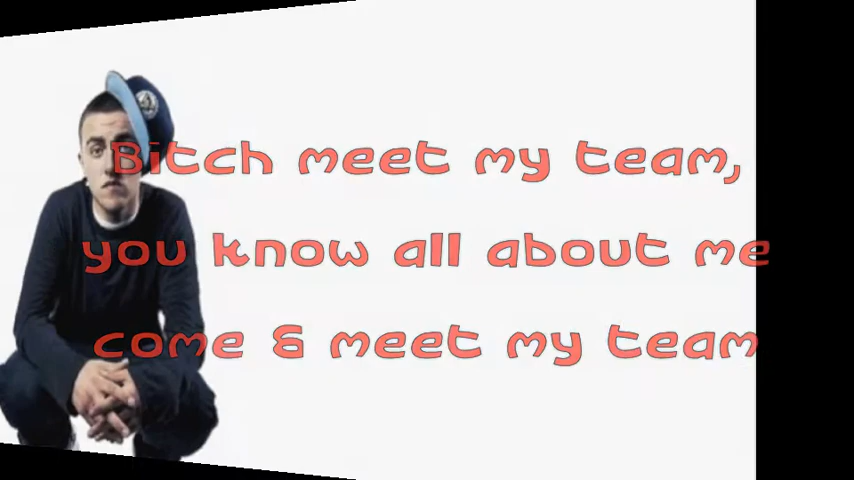 Bitch meet my team,
you know all about me
come & meet my team